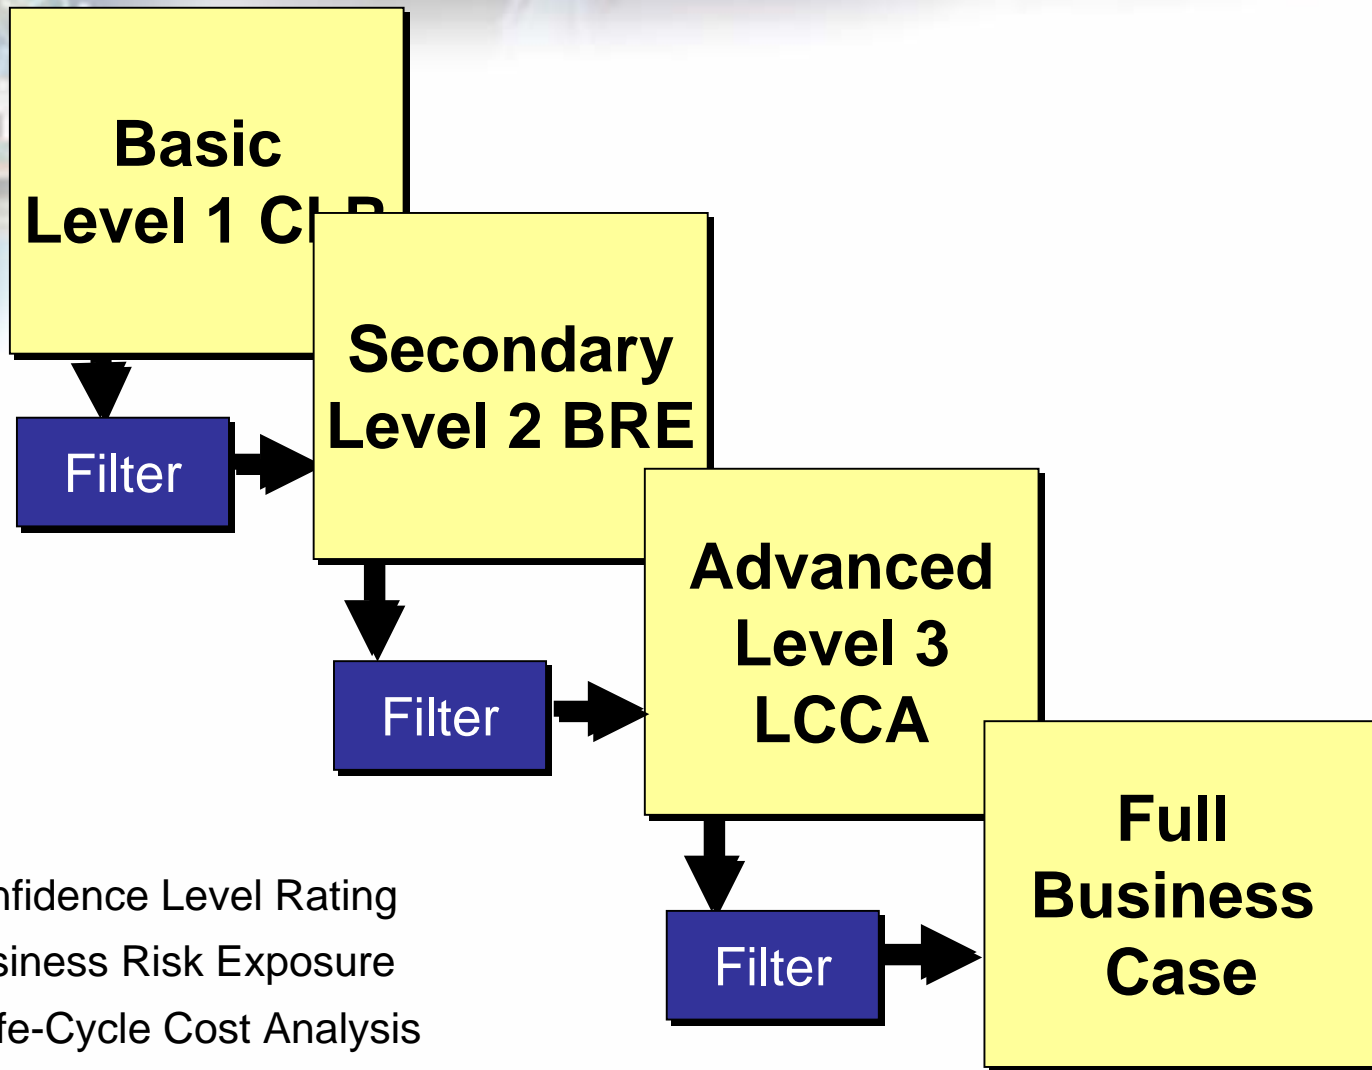 Basic
Level 1
Secondary
Level 2 BRE
Filter
Advanced
Level 3
LCCA
Filter
Full
Business
Case
Filter
nfidence Level Rating
siness Risk Exposure
fe-Cycle Cost Analysis